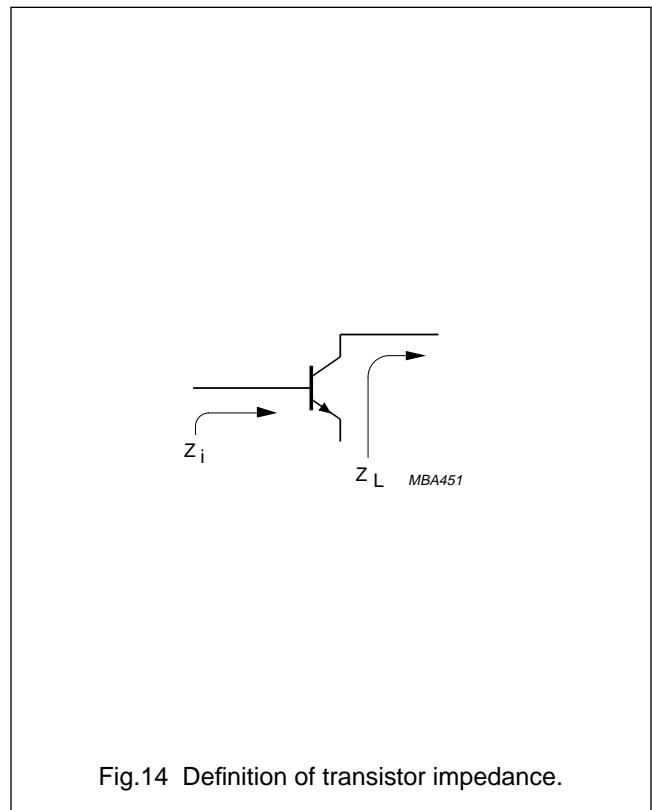 Z i
Z L MBA451
Fig.14 Definition of transistor impedance.